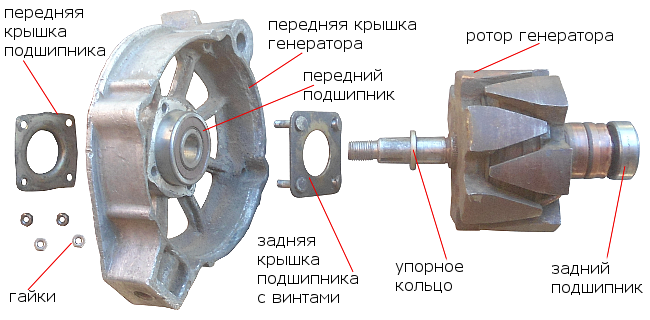 передняя
крышка
подшипника
передняя крышка
генератора
передний
подшипник
ротор генератора
гайки
задняя
крышка
подшипника
с винтами
упорное
кольцо
задний
подшипник